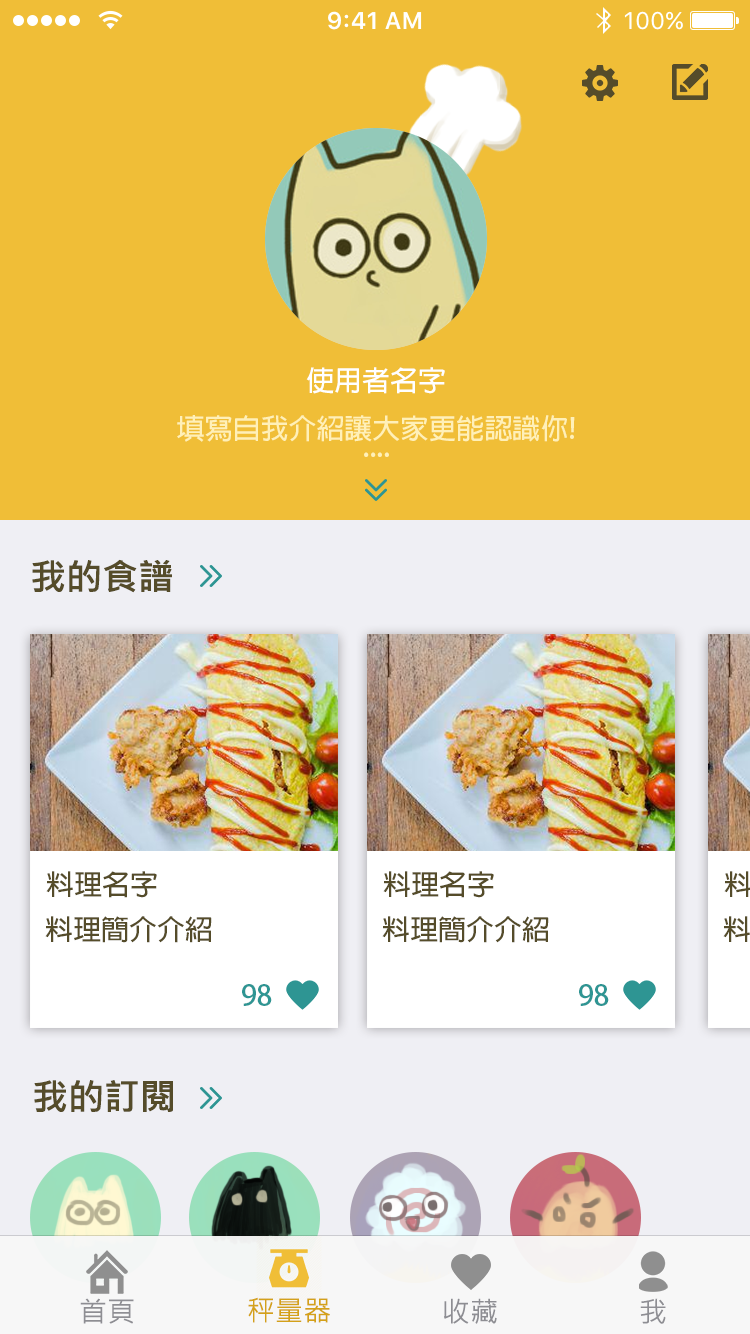 9:41 AM
100%
使用者名字
填寫自我介紹讓大家更能認識你!
我的食譜
料理名字
料理簡介介紹
98
料理名字
料理簡介介紹
98
料
料
我的訂閱
首頁
秤量器
收藏
我